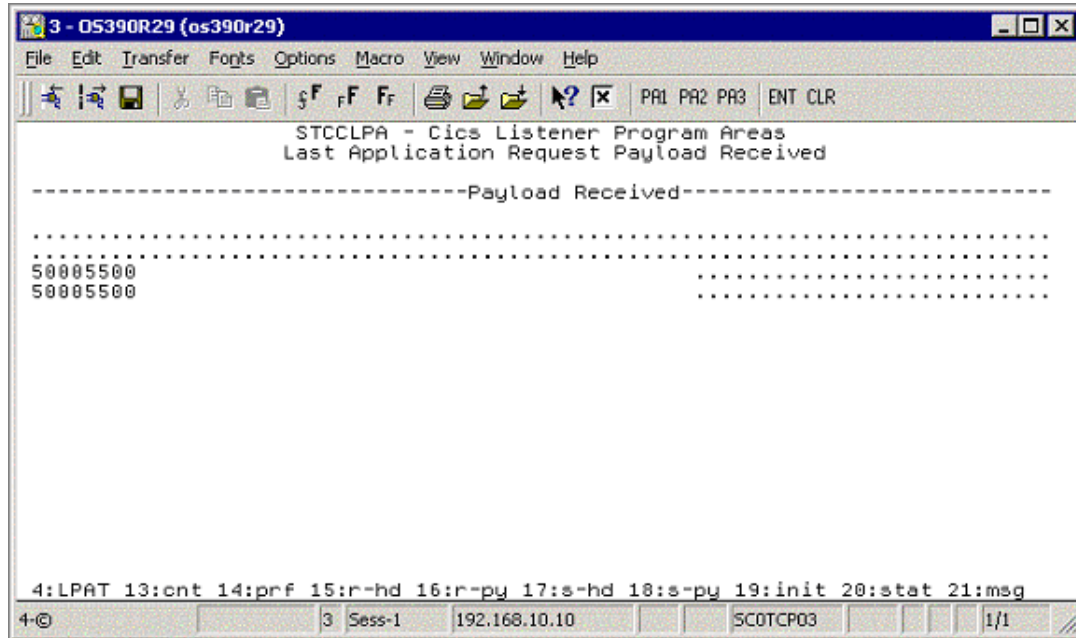 3 - OS390R29 (os390r29)
File Edit Transfer Fonts Options Macro View Window Help
PA1 PA2 PA3 ENT CLR
STCCLPA - Cics Listener Program Areas
Last Application Request Payload Received
---------------------------------Payload Received----------------------------
.............................................................................
.............................................................................
50005500 ...........................
50005500 ...........................
4:LPAT 13:cnt 14:prf 15:r-hd 16:r-py 17:s-hd 18:s-py 19:init 20:stat 21:msg
4-© 3 Sess-1 192.168.10.10 SC0TCP03 1/1